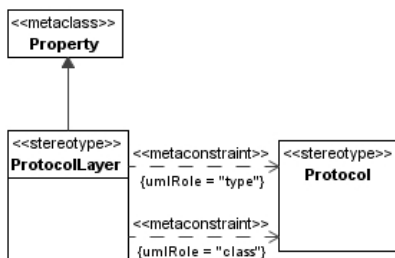 <<metaclass>>
Property
<<stereotype>>
ProtocolLayer
<<metaconstraint>>
{umlRole = "type"}
<<metaconstraint>>
{umlRole = "class"}
<<stereotype>>
Protocol